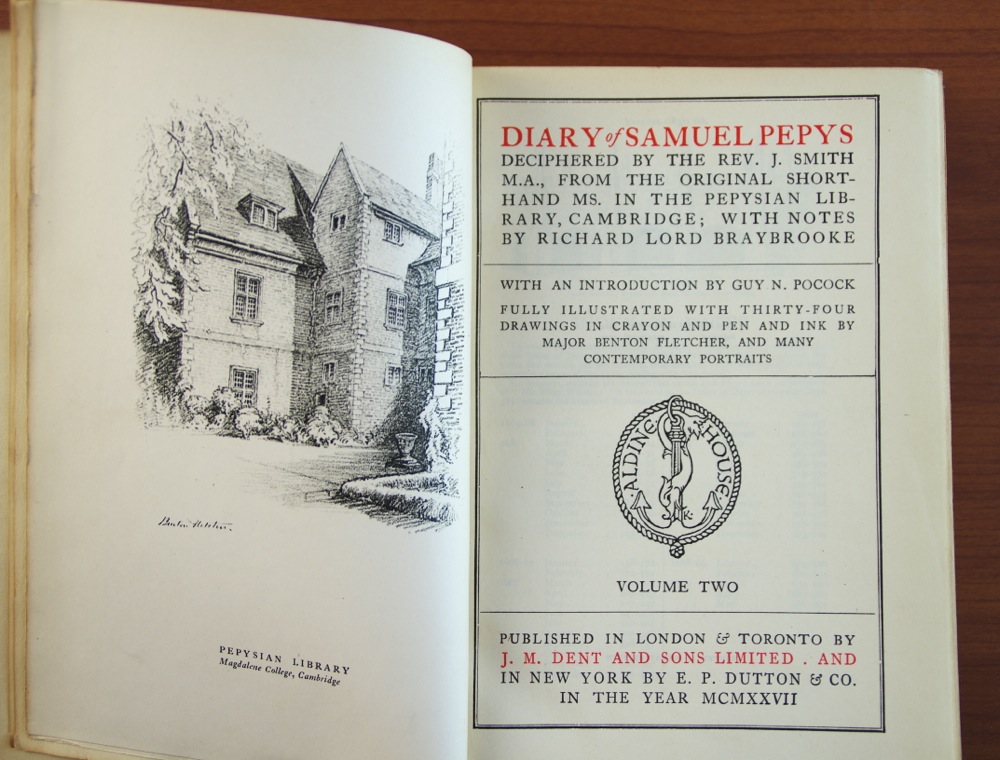 Benton Fletcher.
PEPYSIAN LIBRARY
Magdalene College, Cambridge
DIARY of SAMUEL PEPYS
DECIPHERED BY THE REV. J. SMITH
M.A., FROM THE ORIGINAL SHORT-
HAND MS. IN THE PEPYSIAN LIB-
RARY, CAMBRIDGE; WITH NOTES
BY RICHARD LORD BRAYBROOKE
WITH AN INTRODUCTION BY GUY N. POCOCK
FULLY ILLUSTRATED WITH THIRTY-FOUR
DRAWINGS IN CRAYON AND PEN AND INK BY
MAJOR BENTON FLETCHER, AND MANY
CONTEMPORARY PORTRAITS
ALDINE HOUSE
VOLUME TWO
PUBLISHED IN LONDON & TORONTO BY
J. M. DENT AND SONS LIMITED . AND
IN NEW YORK BY E. P. DUTTON & CO.
IN THE YEAR MCMXXVII